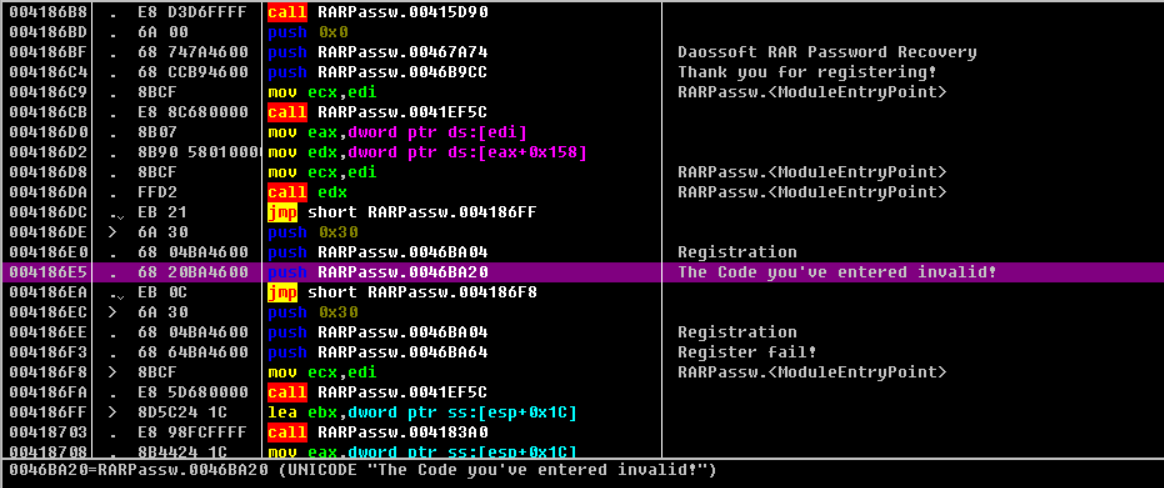 004186B8 . E8 D3D6FFFF call RARPassw.00415D90
004186BD . 6A 00 push 0x0
004186BF . 68 747A4600 push RARPassw.00467A74 Daossoft RAR Password Recovery
004186C4 . 68 CCB94600 push RARPassw.0046B9CC Thank you for registering!
004186C9 . 8BCF mov ecx,edi RARPassw.<ModuleEntryPoint>
004186CB . E8 8C680000 call RARPassw.0041EF5C
004186D0 . 8B07 mov eax,dword ptr ds:[edi]
004186D2 . 8B90 5801000 mov edx,dword ptr ds:[eax+0x158]
004186D8 . 8BCF mov ecx,edi RARPassw.<ModuleEntryPoint>
004186DA . FFD2 call edx RARPassw.<ModuleEntryPoint>
004186DC .⌄ EB 21 jmp short RARPassw.004186FF
004186DE > 6A 30 push 0x30
004186E0 . 68 04BA4600 push RARPassw.0046BA04 Registration
004186E5 . 68 20BA4600 push RARPassw.0046BA20 The Code you've entered invalid!
004186EA .⌄ EB 0C jmp short RARPassw.004186F8
004186EC > 6A 30 push 0x30
004186EE . 68 04BA4600 push RARPassw.0046BA04 Registration
004186F3 . 68 64BA4600 push RARPassw.0046BA64 Register fail!
004186F8 > 8BCF mov ecx,edi RARPassw.<ModuleEntryPoint>
004186FA . E8 5D680000 call RARPassw.0041EF5C
004186FF > 8D5C24 1C lea ebx,dword ptr ss:[esp+0x1C]
00418703 . E8 98FCFFFF call RARPassw.004183A0
00418708 . 8B4424 1C mov eax,dword ptr ss:[esp+0x1C]
0046BA20=RARPassw.0046BA20 (UNICODE "The Code you've entered invalid!")